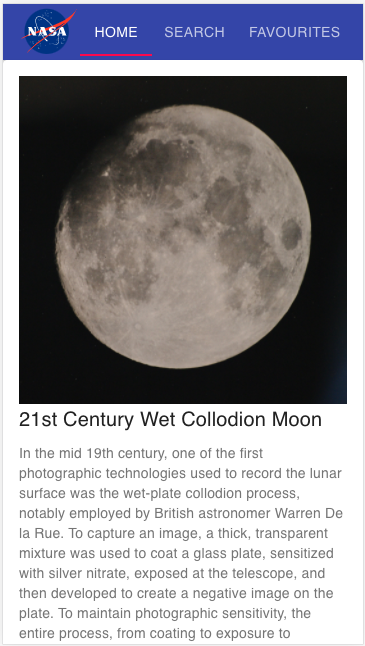 NASA
HOME
SEARCH
FAVOURITES
21st Century Wet Collodion Moon
In the mid 19th century, one of the first
photographic technologies used to record the lunar
surface was the wet-plate collodion process,
notably employed by British astronomer Warren De
la Rue. To capture an image, a thick, transparent
mixture was used to coat a glass plate, sensitized
with silver nitrate, exposed at the telescope, and
then developed to create a negative image on the
plate. To maintain photographic sensitivity, the
entire process, from coating to exposure to